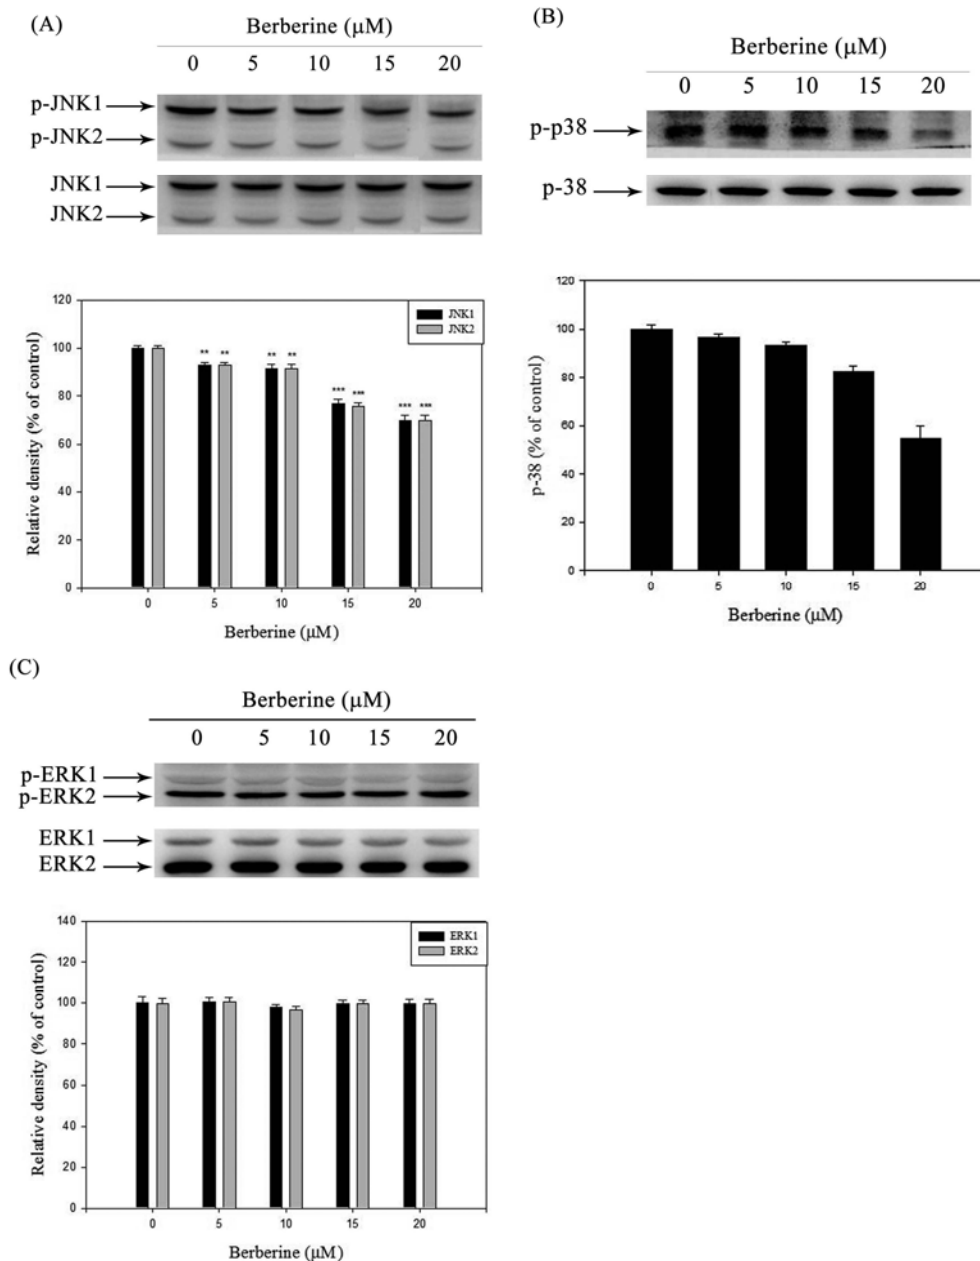 (A)
Berberine (μM)
0 5 10 15 20
p-JNK1
p-JNK2
JNK1
JNK2
120
100
80
60
40
20
0
Relative density (% of control)
JNK1
JNK2
** **
** **
*** ***
*** ***
0 5 10 15 20
Berberine (μM)
(B)
Berberine (μM)
0 5 10 15 20
p-p38
p-38
120
100
80
60
40
20
0
p-38 (% of control)
0 5 10 15 20
Berberine (μM)
(C)
Berberine (μM)
0 5 10 15 20
p-ERK1
p-ERK2
ERK1
ERK2
140
120
100
80
60
40
20
0
Relative density (% of control)
ERK1
ERK2
0 5 10 15 20
Berberine (μM)